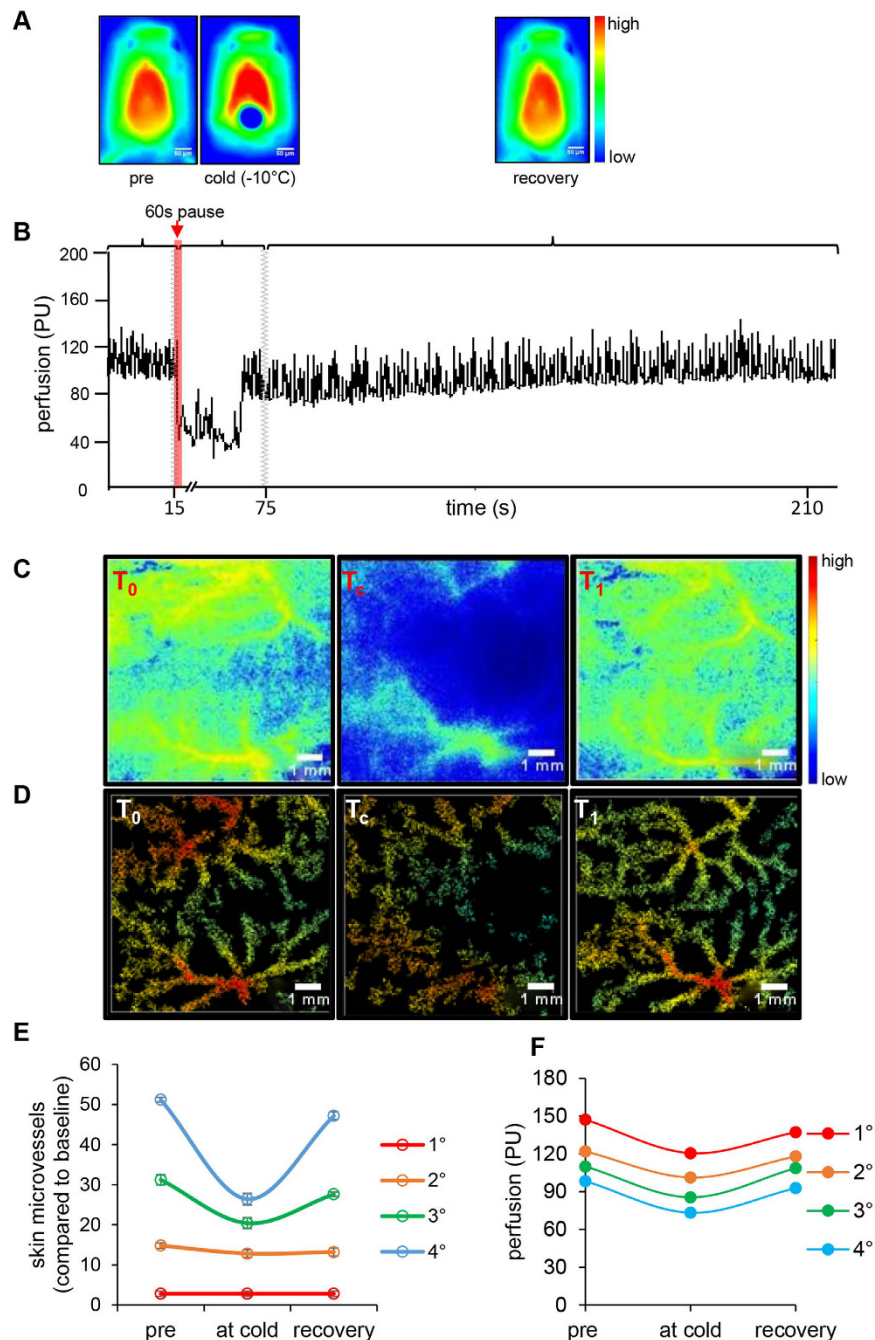 A
high
low
50 µm
50 µm
50 µm
pre
cold (-10°C)
recovery
60s pause
B
200
160
120
80
40
0
perfusion (PU)
15
75
time (s)
210
C
T0
Tc
T1
high
low
1 mm
1 mm
1 mm
D
T0
Tc
T1
1 mm
1 mm
1 mm
E
60
50
40
30
20
10
0
skin microvessels
(compared to baseline)
1°
2°
3°
4°
pre
at cold
recovery
F
180
150
120
90
60
30
0
perfusion (PU)
1°
2°
3°
4°
pre
at cold
recovery